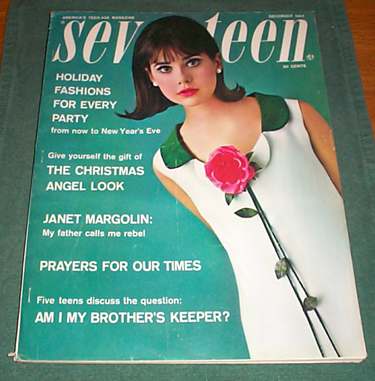 AMERICA'S TEEN-AGE MAGAZINE
DECEMBER
seventeen
50 CENTS
HOLIDAY
FASHIONS
FOR EVERY
PARTY
from now to New Year's Eve
Give yourself the gift of
THE CHRISTMAS
ANGEL LOOK
JANET MARGOLIN:
My father calls me rebel
PRAYERS FOR OUR TIMES
Five teens discuss the question:
AM I MY BROTHER'S KEEPER?